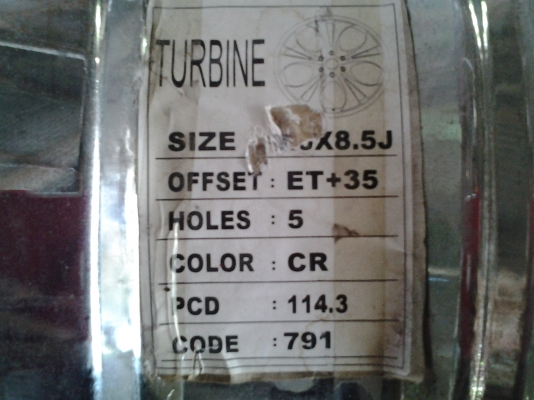 TURBINE
SIZE X8.5J
OFFSET : ET+35
HOLES : 5
COLOR : CR
PCD : 114.3
CODE : 791